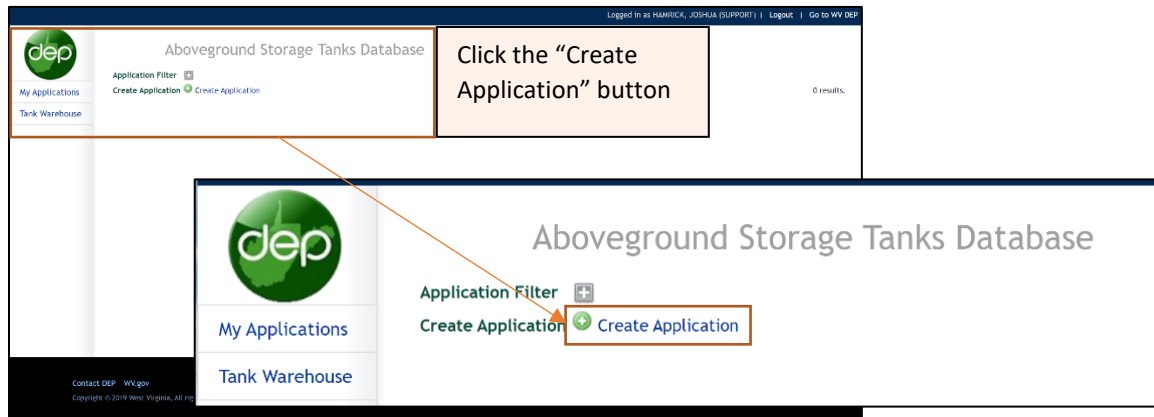 Logged in as HAMRICK, JOSHUA (SUPPORT) | Logout | Go to WV DEP
dep
Aboveground Storage Tanks Database
Application Filter
Create Application Create Application
0 results.
My Applications
Tank Warehouse
Click the “Create
Application” button
dep
Aboveground Storage Tanks Database
Application Filter
Create Application Create Application
My Applications
Tank Warehouse
Contact DEP WV.gov
Copyright © 2019 West Virginia, All